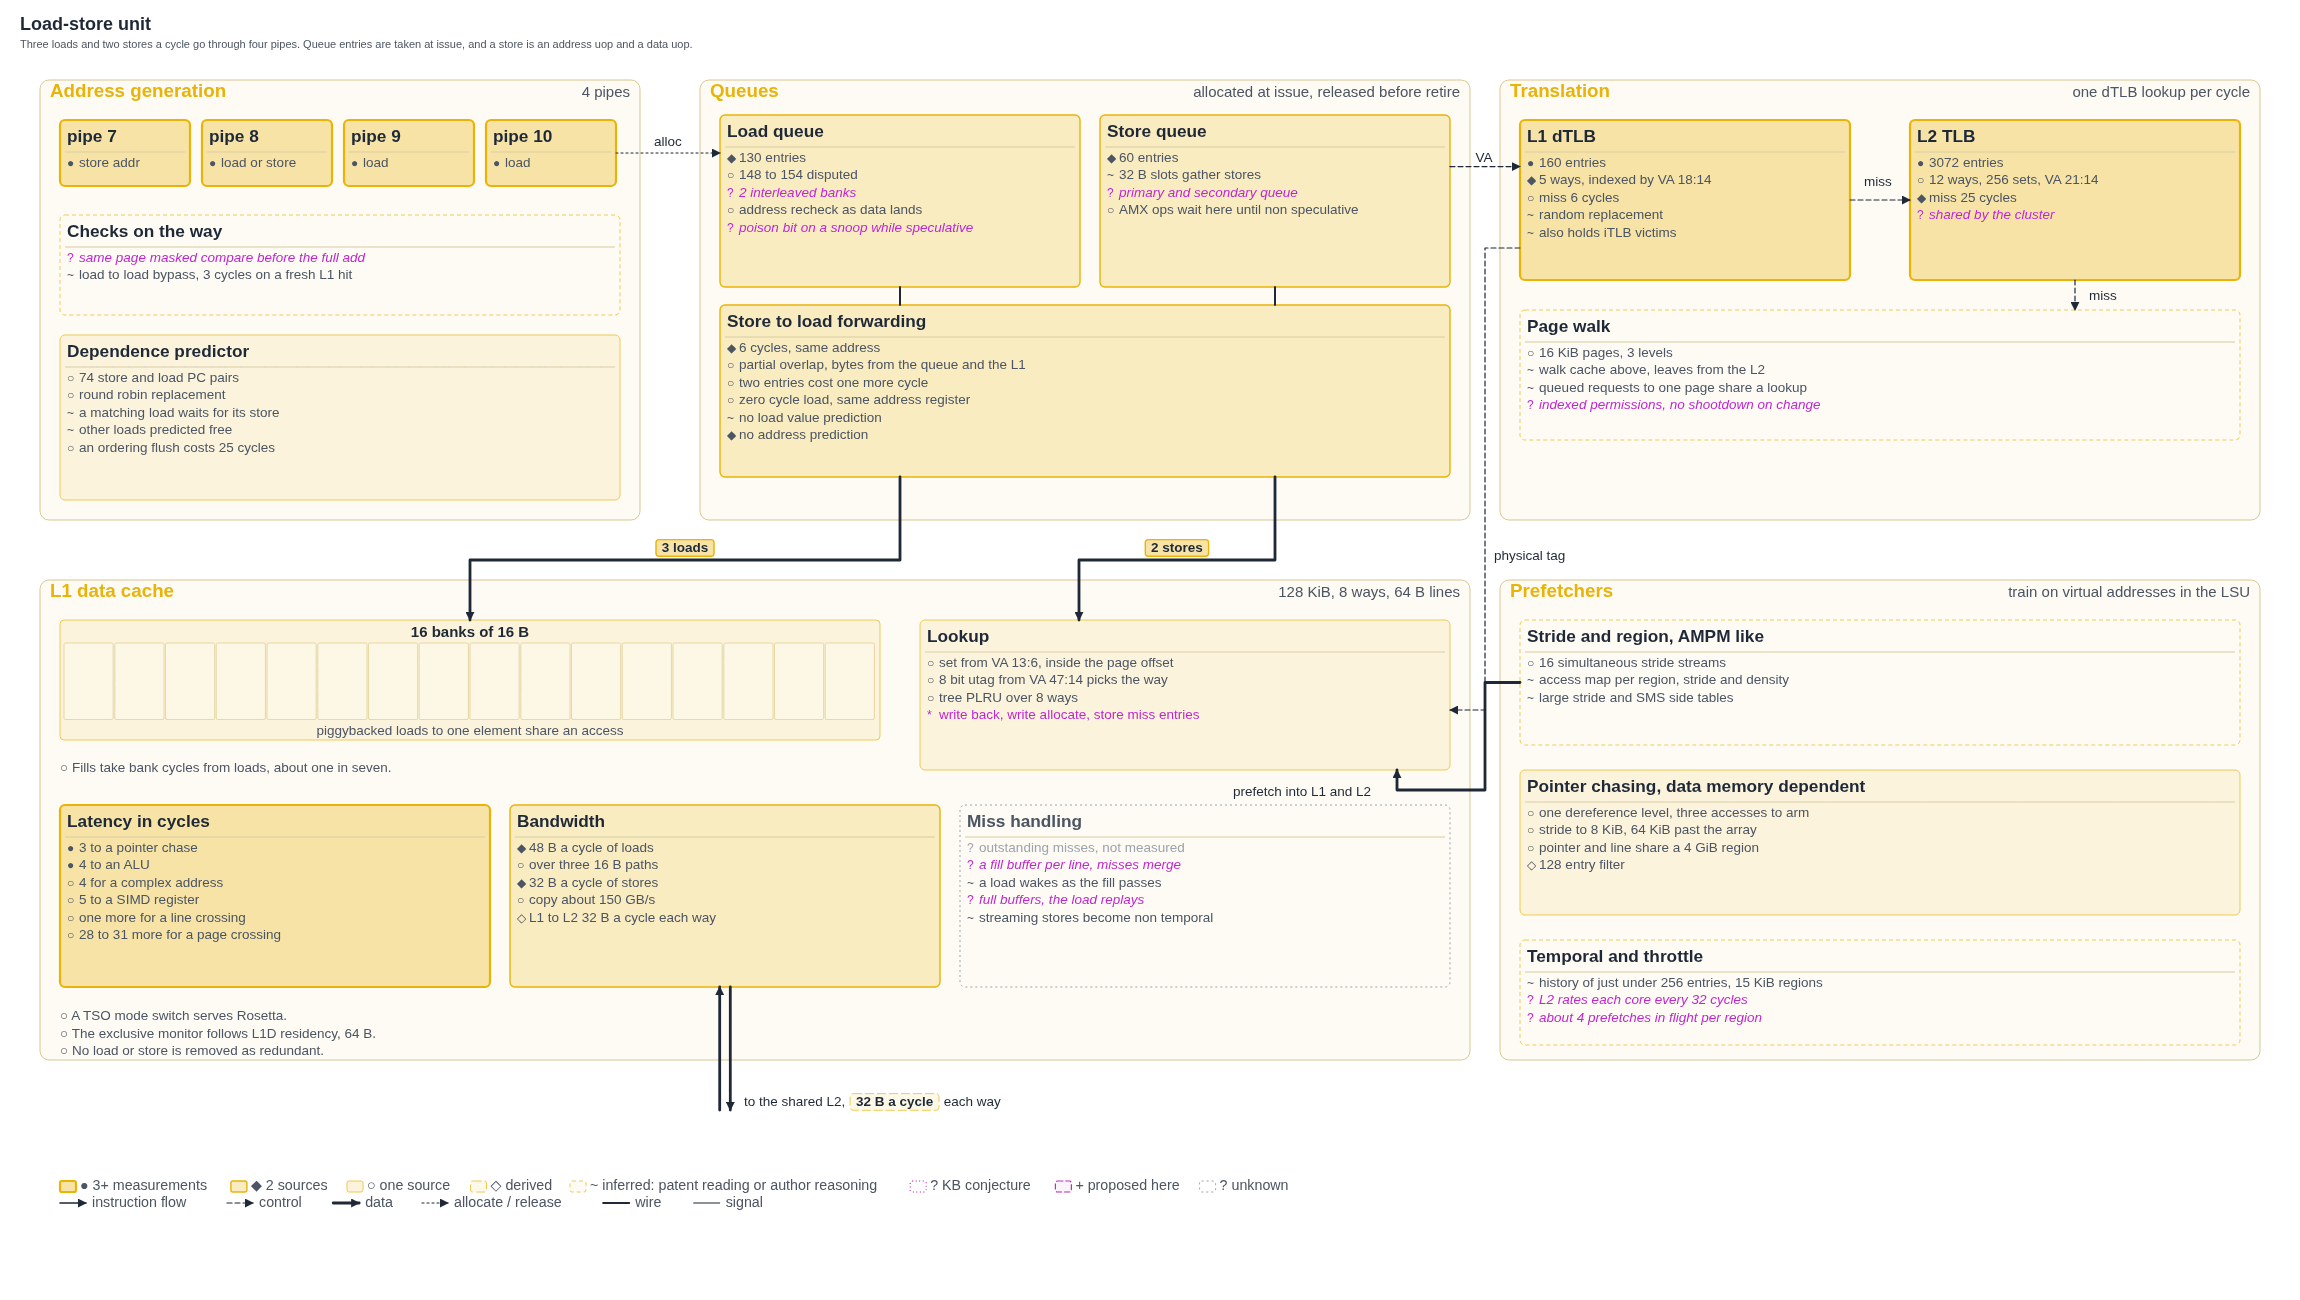 Load-store unit
Three loads and two stores a cycle go through four pipes. Queue entries are taken at issue, and a store is an address uop and a data uop.
Address generation
4 pipes
pipe 7
● store addr
pipe 8
● load or store
pipe 9
● load
pipe 10
● load
Checks on the way
? same page masked compare before the full add
~ load to load bypass, 3 cycles on a fresh L1 hit
Dependence predictor
○ 74 store and load PC pairs
○ round robin replacement
~ a matching load waits for its store
~ other loads predicted free
○ an ordering flush costs 25 cycles
alloc
Queues
allocated at issue, released before retire
Load queue
◆ 130 entries
○ 148 to 154 disputed
? 2 interleaved banks
○ address recheck as data lands
? poison bit on a snoop while speculative
Store queue
◆ 60 entries
~ 32 B slots gather stores
? primary and secondary queue
○ AMX ops wait here until non speculative
Store to load forwarding
◆ 6 cycles, same address
○ partial overlap, bytes from the queue and the L1
○ two entries cost one more cycle
○ zero cycle load, same address register
~ no load value prediction
◆ no address prediction
VA
Translation
one dTLB lookup per cycle
L1 dTLB
● 160 entries
◆ 5 ways, indexed by VA 18:14
○ miss 6 cycles
~ random replacement
~ also holds iTLB victims
miss
L2 TLB
● 3072 entries
○ 12 ways, 256 sets, VA 21:14
◆ miss 25 cycles
? shared by the cluster
miss
Page walk
○ 16 KiB pages, 3 levels
~ walk cache above, leaves from the L2
~ queued requests to one page share a lookup
? indexed permissions, no shootdown on change
3 loads
2 stores
physical tag
L1 data cache
128 KiB, 8 ways, 64 B lines
16 banks of 16 B
piggybacked loads to one element share an access
○ Fills take bank cycles from loads, about one in seven.
Lookup
○ set from VA 13:6, inside the page offset
○ 8 bit utag from VA 47:14 picks the way
○ tree PLRU over 8 ways
* write back, write allocate, store miss entries
prefetch into L1 and L2
Latency in cycles
● 3 to a pointer chase
● 4 to an ALU
○ 4 for a complex address
○ 5 to a SIMD register
○ one more for a line crossing
○ 28 to 31 more for a page crossing
Bandwidth
◆ 48 B a cycle of loads
○ over three 16 B paths
◆ 32 B a cycle of stores
○ copy about 150 GB/s
◇ L1 to L2 32 B a cycle each way
Miss handling
? outstanding misses, not measured
? a fill buffer per line, misses merge
~ a load wakes as the fill passes
? full buffers, the load replays
~ streaming stores become non temporal
○ A TSO mode switch serves Rosetta.
○ The exclusive monitor follows L1D residency, 64 B.
○ No load or store is removed as redundant.
Prefetchers
train on virtual addresses in the LSU
Stride and region, AMPM like
○ 16 simultaneous stride streams
~ access map per region, stride and density
~ large stride and SMS side tables
Pointer chasing, data memory dependent
○ one dereference level, three accesses to arm
○ stride to 8 KiB, 64 KiB past the array
○ pointer and line share a 4 GiB region
◇ 128 entry filter
Temporal and throttle
~ history of just under 256 entries, 15 KiB regions
? L2 rates each core every 32 cycles
? about 4 prefetches in flight per region
to the shared L2, 32 B a cycle each way
● 3+ measurements ◆ 2 sources ○ one source ◇ derived ~ inferred: patent reading or author reasoning ? KB conjecture + proposed here ? unknown
instruction flow control data allocate / release wire signal